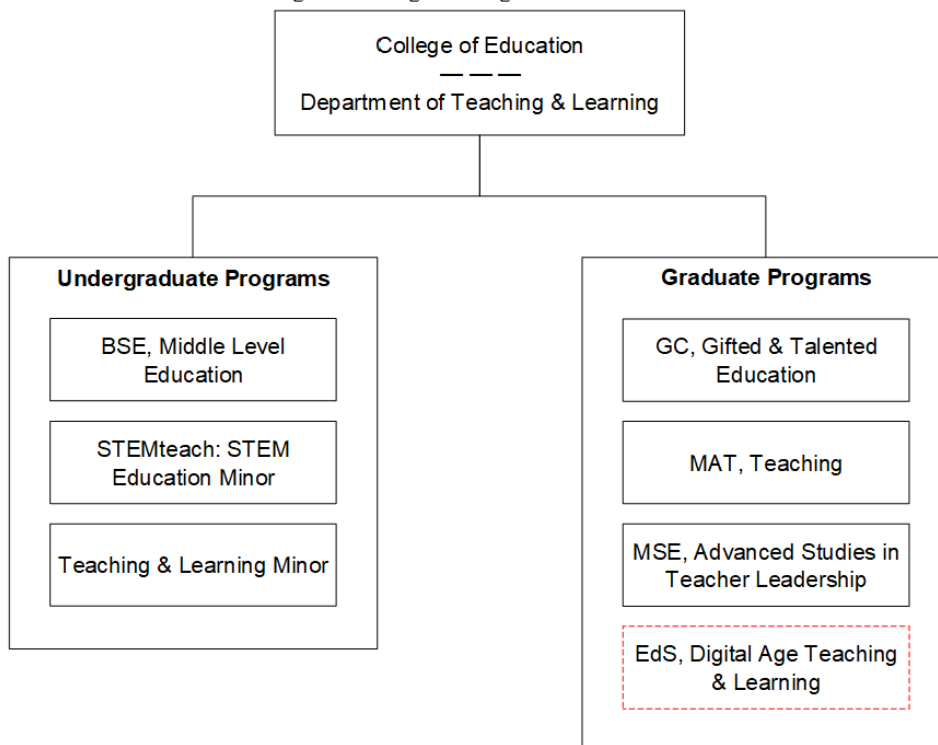 College of Education
— — —
Department of Teaching & Learning
Undergraduate Programs
BSE, Middle Level
Education
STEMteach: STEM
Education Minor
Teaching & Learning Minor
Graduate Programs
GC, Gifted & Talented
Education
MAT, Teaching
MSE, Advanced Studies in
Teacher Leadership
EdS, Digital Age Teaching
& Learning